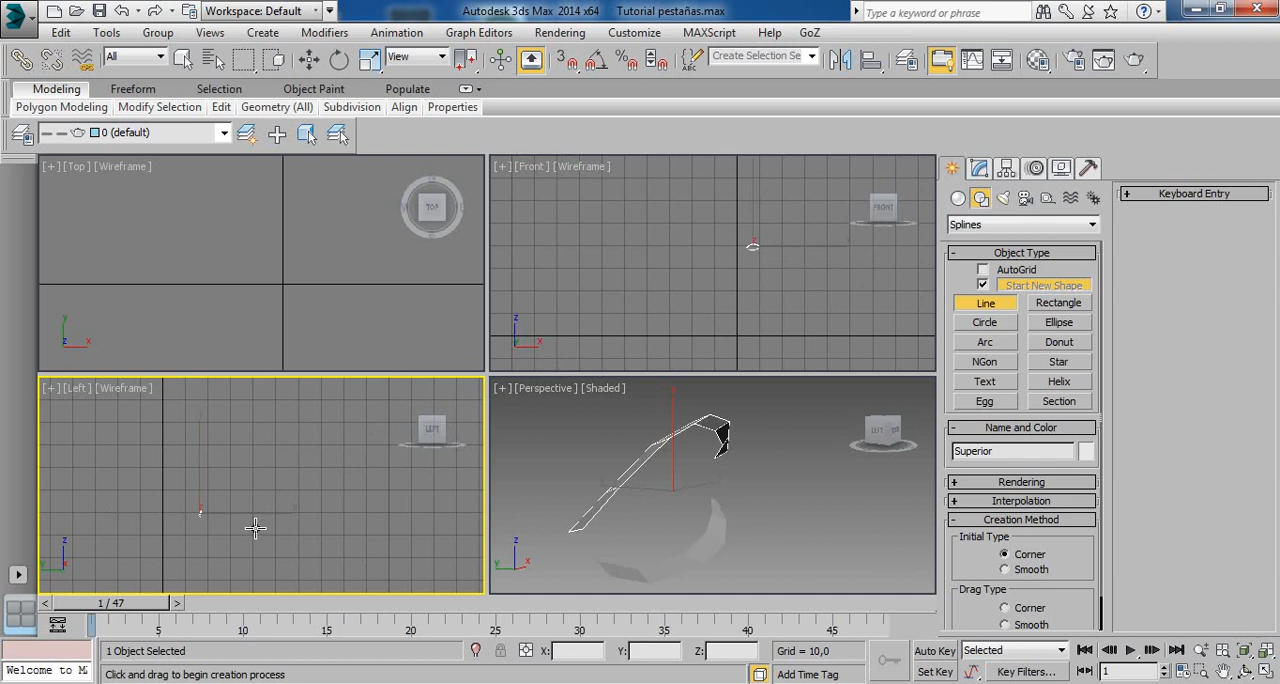 Workspace: Default
Autodesk 3ds Max 2014 x64
Tutorial pestañas.max
Type a keyword or phrase
Edit
Tools
Group
Views
Create
Modifiers
Animation
Graph Editors
Rendering
Customize
MAXScript
Help
GoZ
All
View
3
Create Selection Se
Modeling
Freeform
Selection
Object Paint
Populate
Polygon Modeling
Modify Selection
Edit
Geometry (All)
Subdivision
Align
Properties
0 (default)
[+] [Top] [Wireframe]
TOP
y
z
x
[+] [Front] [Wireframe]
FRONT
z
x
[+] [Left] [Wireframe]
LEFT
z
y
[+] [Perspective] [Shaded]
LEFT
z
y
x
Splines
- Object Type
AutoGrid
Start New Shape
Line
Rectangle
Circle
Ellipse
Arc
Donut
NGon
Star
Text
Helix
Egg
Section
- Name and Color
Superior
+ Rendering
+ Interpolation
- Creation Method
Initial Type
Corner
Smooth
Drag Type
Corner
Smooth
+ Keyboard Entry
< 1 / 47 >
5
10
15
20
25
30
35
40
45
1 Object Selected
X:
Y:
Z:
Grid = 10,0
Auto Key
Selected
Welcome to M
Click and drag to begin creation process
Add Time Tag
Set Key
Key Filters...
1